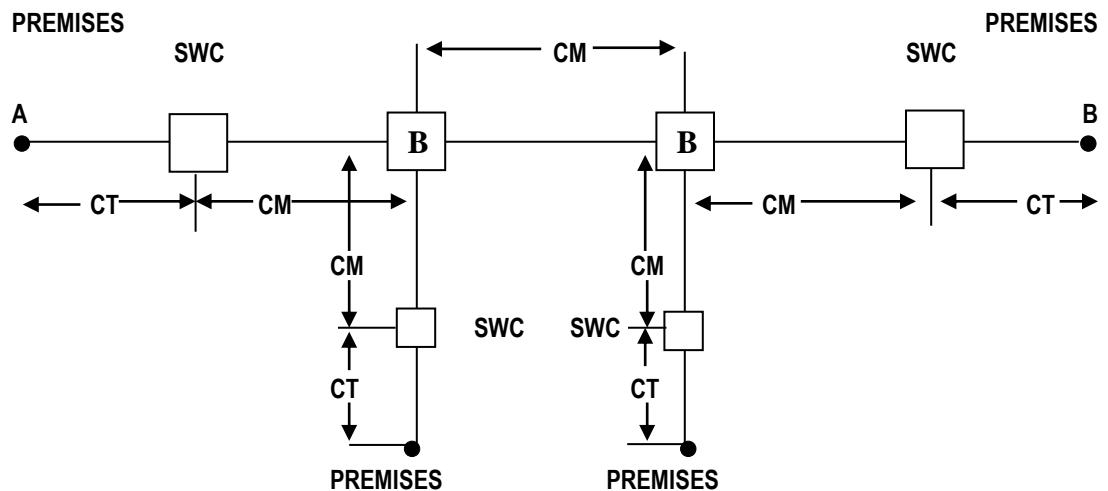 PREMISES PREMISES
SWC CM SWC
A B
B B
CT CM CM CT
CM CM
SWC SWC
CT CT
PREMISES PREMISES